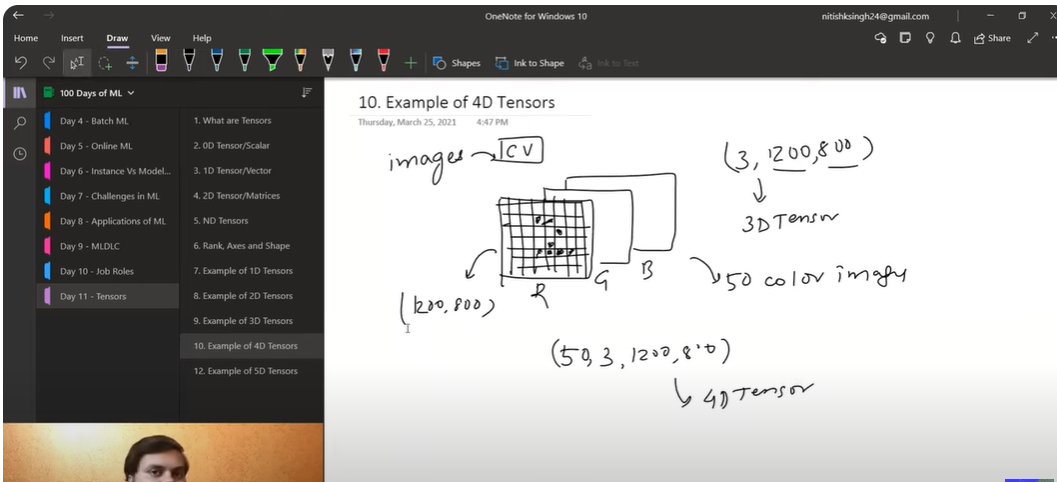 OneNote for Windows 10
nitishksingh24@gmail.com
Home Insert Draw View Help
Share
Shapes Ink to Shape Ink to Text
100 Days of ML
Day 4 - Batch ML
Day 5 - Online ML
Day 6 - Instance Vs Model...
Day 7 - Challenges in ML
Day 8 - Applications of ML
Day 9 - MLDLC
Day 10 - Job Roles
Day 11 - Tensors
1. What are Tensors
2. 0D Tensor/Scalar
3. 1D Tensor/Vector
4. 2D Tensor/Matrices
5. ND Tensors
6. Rank, Axes and Shape
7. Example of 1D Tensors
8. Example of 2D Tensors
9. Example of 3D Tensors
10. Example of 4D Tensors
12. Example of 5D Tensors
10. Example of 4D Tensors
Thursday, March 25, 2021 4:47 PM
images → CV
(3, 1200, 800)
3D Tensor
R G B
50 color images
(1200, 800)
(50, 3, 1200, 800)
4D Tensor